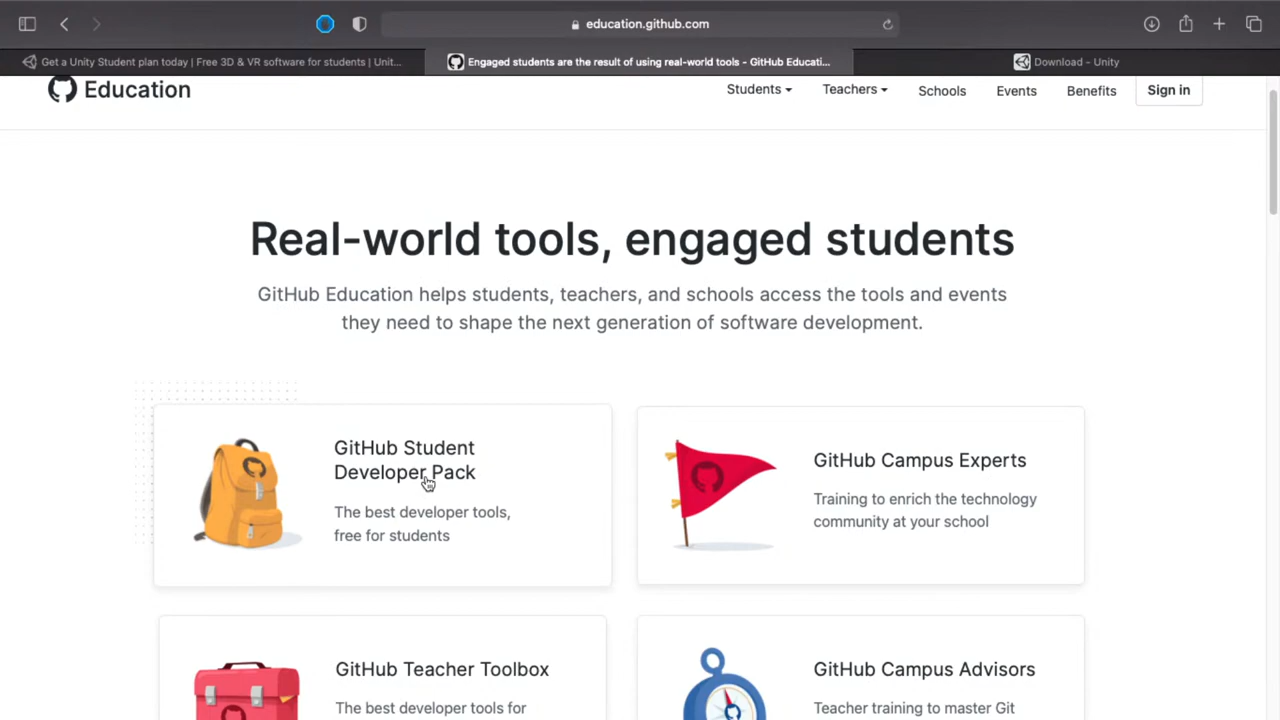 education.github.com
Get a Unity Student plan today | Free 3D & VR software for students | Unit...
Engaged students are the result of using real-world tools - GitHub Educati...
Download - Unity
Education
Students
Teachers
Schools
Events
Benefits
Sign in
Real-world tools, engaged students
GitHub Education helps students, teachers, and schools access the tools and events
they need to shape the next generation of software development.
GitHub Student
Developer Pack
The best developer tools,
free for students
GitHub Campus Experts
Training to enrich the technology
community at your school
GitHub Teacher Toolbox
The best developer tools for
GitHub Campus Advisors
Teacher training to master Git